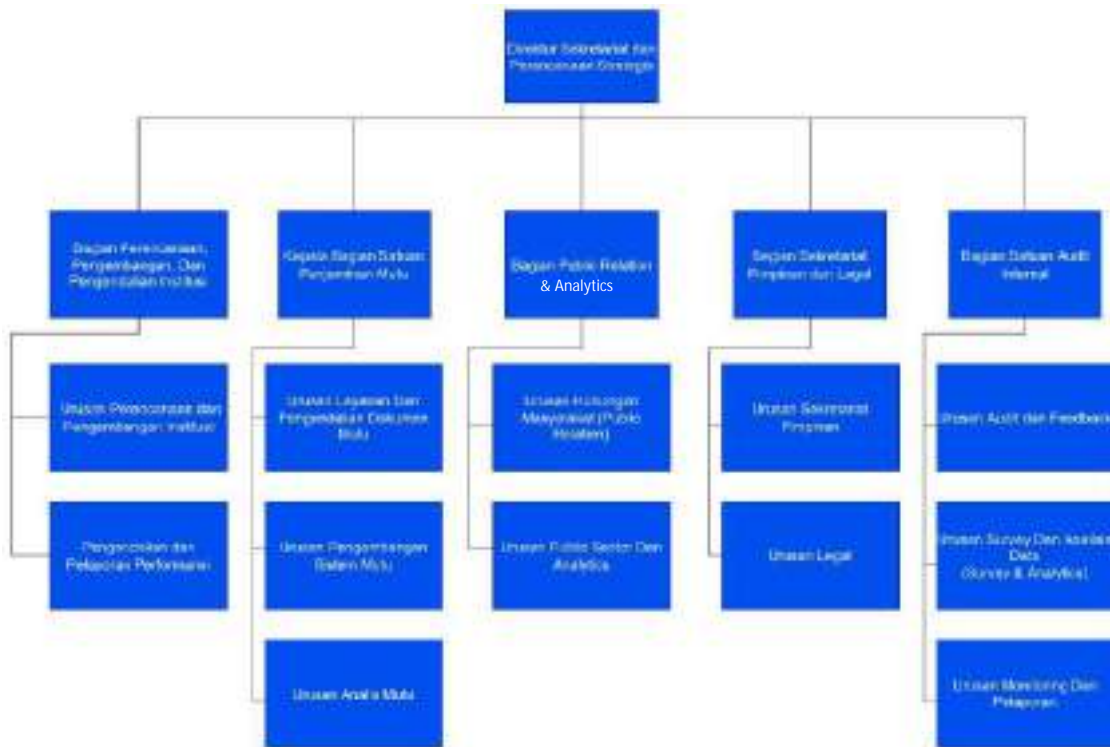 Direktur Sekretariat dan
Perencanaan Strategis
Bagian Perencanaan,
Pengembangan, Dan
Pengendalian Institusi
Kepala Bagian Satuan
Penjaminan Mutu
Bagian Public Relation
& Analytics
Bagian Sekretariat
Pimpinan dan Legal
Bagian Satuan Audit
Internal
Urusan Perencanaan dan
Pengembangan Institusi
Urusan Layanan Dan
Pengendalian Dokumen
Mutu
Urusan Hubungan
Masyarakat (Public
Relation)
Urusan Sekretariat
Pimpinan
Urusan Audit dan Feedback
Pengendalian dan
Pelaporan Performansi
Urusan Pengembangan
Sistem Mutu
Urusan Public Sector Dan
Analytics
Urusan Legal
Urusan Survey Dan
Data
(Survey & Analytics)
Urusan Analis Mutu
Urusan Monitoring Dan
Pelaporan